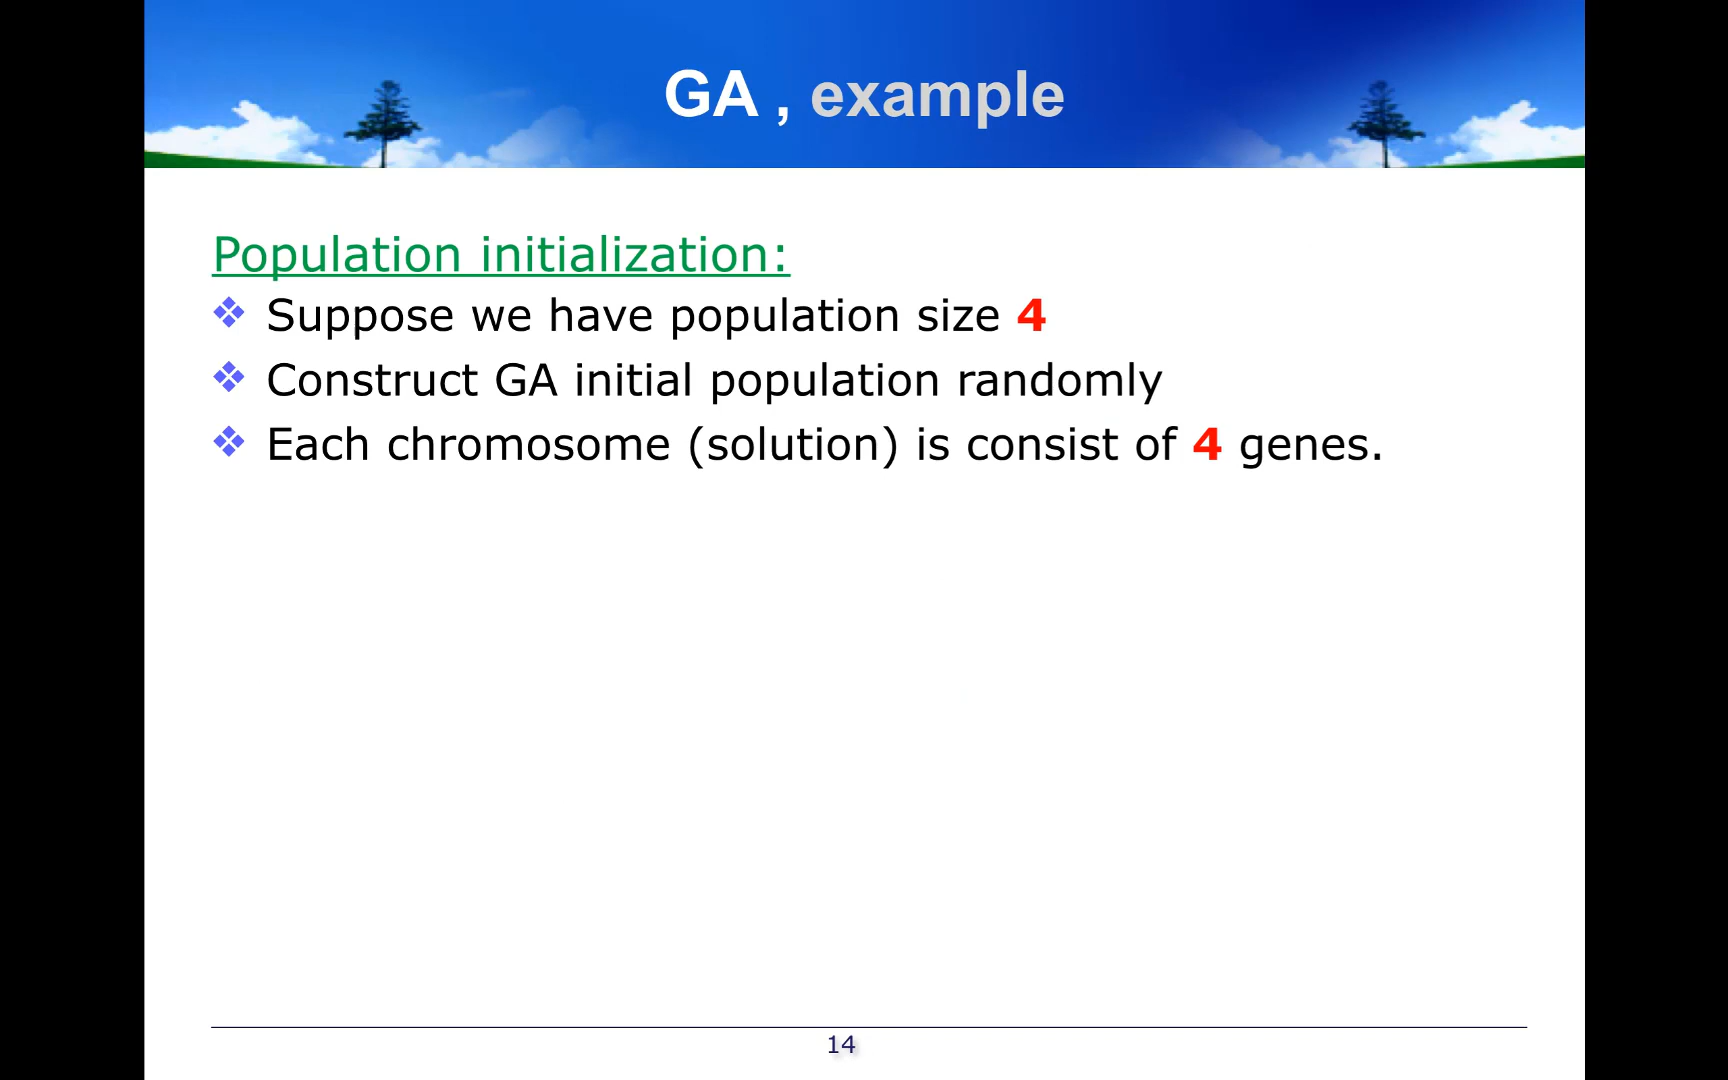 GA , example
Population initialization:
❖ Suppose we have population size 4
❖ Construct GA initial population randomly
❖ Each chromosome (solution) is consist of 4 genes.
14